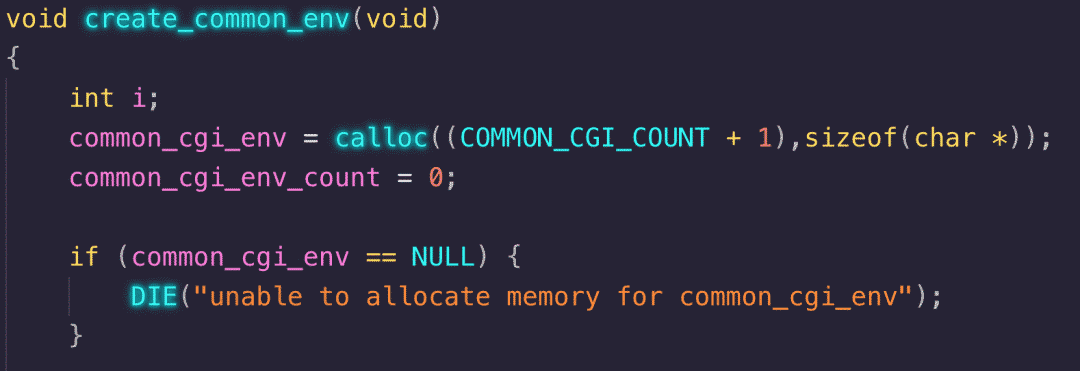 void create_common_env(void)
{
    int i;
    common_cgi_env = calloc((COMMON_CGI_COUNT + 1),sizeof(char *));
    common_cgi_env_count = 0;

    if (common_cgi_env == NULL) {
        DIE("unable to allocate memory for common_cgi_env");
    }